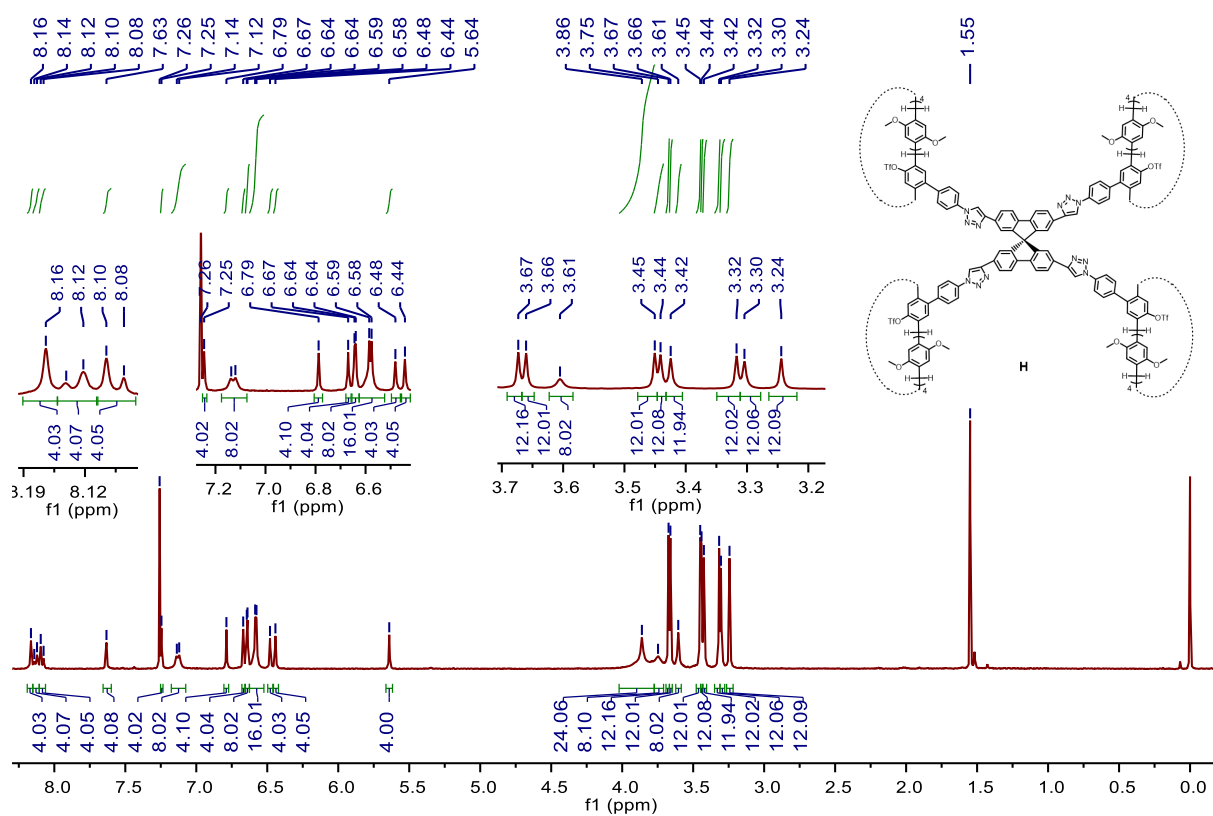 8.16 8.14 8.12 8.10 8.08 7.63 7.26 7.25 7.14 7.12 6.79 6.67 6.64 6.64 6.59 6.58 6.48 6.44 5.64
3.86 3.75 3.67 3.66 3.61 3.45 3.44 3.42 3.32 3.30 3.24
1.55
4 H H 4 H H
O O O O
H H H H
TfO OTf
N N N N N N
N N N N N N
TfO OTf
H H H H
O O O O
H H 4 H H 4
H
8.16 8.12 8.10 8.08
4.03 4.07 4.05
8.19 8.12
f1 (ppm)
7.26 7.25 6.79 6.67 6.64 6.64 6.59 6.58 6.48 6.44
4.02 8.02 4.10 4.04 8.02 16.01 4.03 4.05
7.2 7.0 6.8 6.6
f1 (ppm)
3.67 3.66 3.61 3.45 3.44 3.42 3.32 3.30 3.24
12.16 12.01 8.02 12.01 12.08 11.94 12.02 12.06 12.09
3.7 3.6 3.5 3.4 3.3 3.2
f1 (ppm)
4.03 4.07 4.05 4.08 4.02 8.02 4.10 4.04 8.02 16.01 4.03 4.05 4.00 24.06 8.10 12.16 12.01 8.02 12.01 12.08 11.94 12.02 12.06 12.09
8.0 7.5 7.0 6.5 6.0 5.5 5.0 4.5 4.0 3.5 3.0 2.5 2.0 1.5 1.0 0.5 0.0
f1 (ppm)